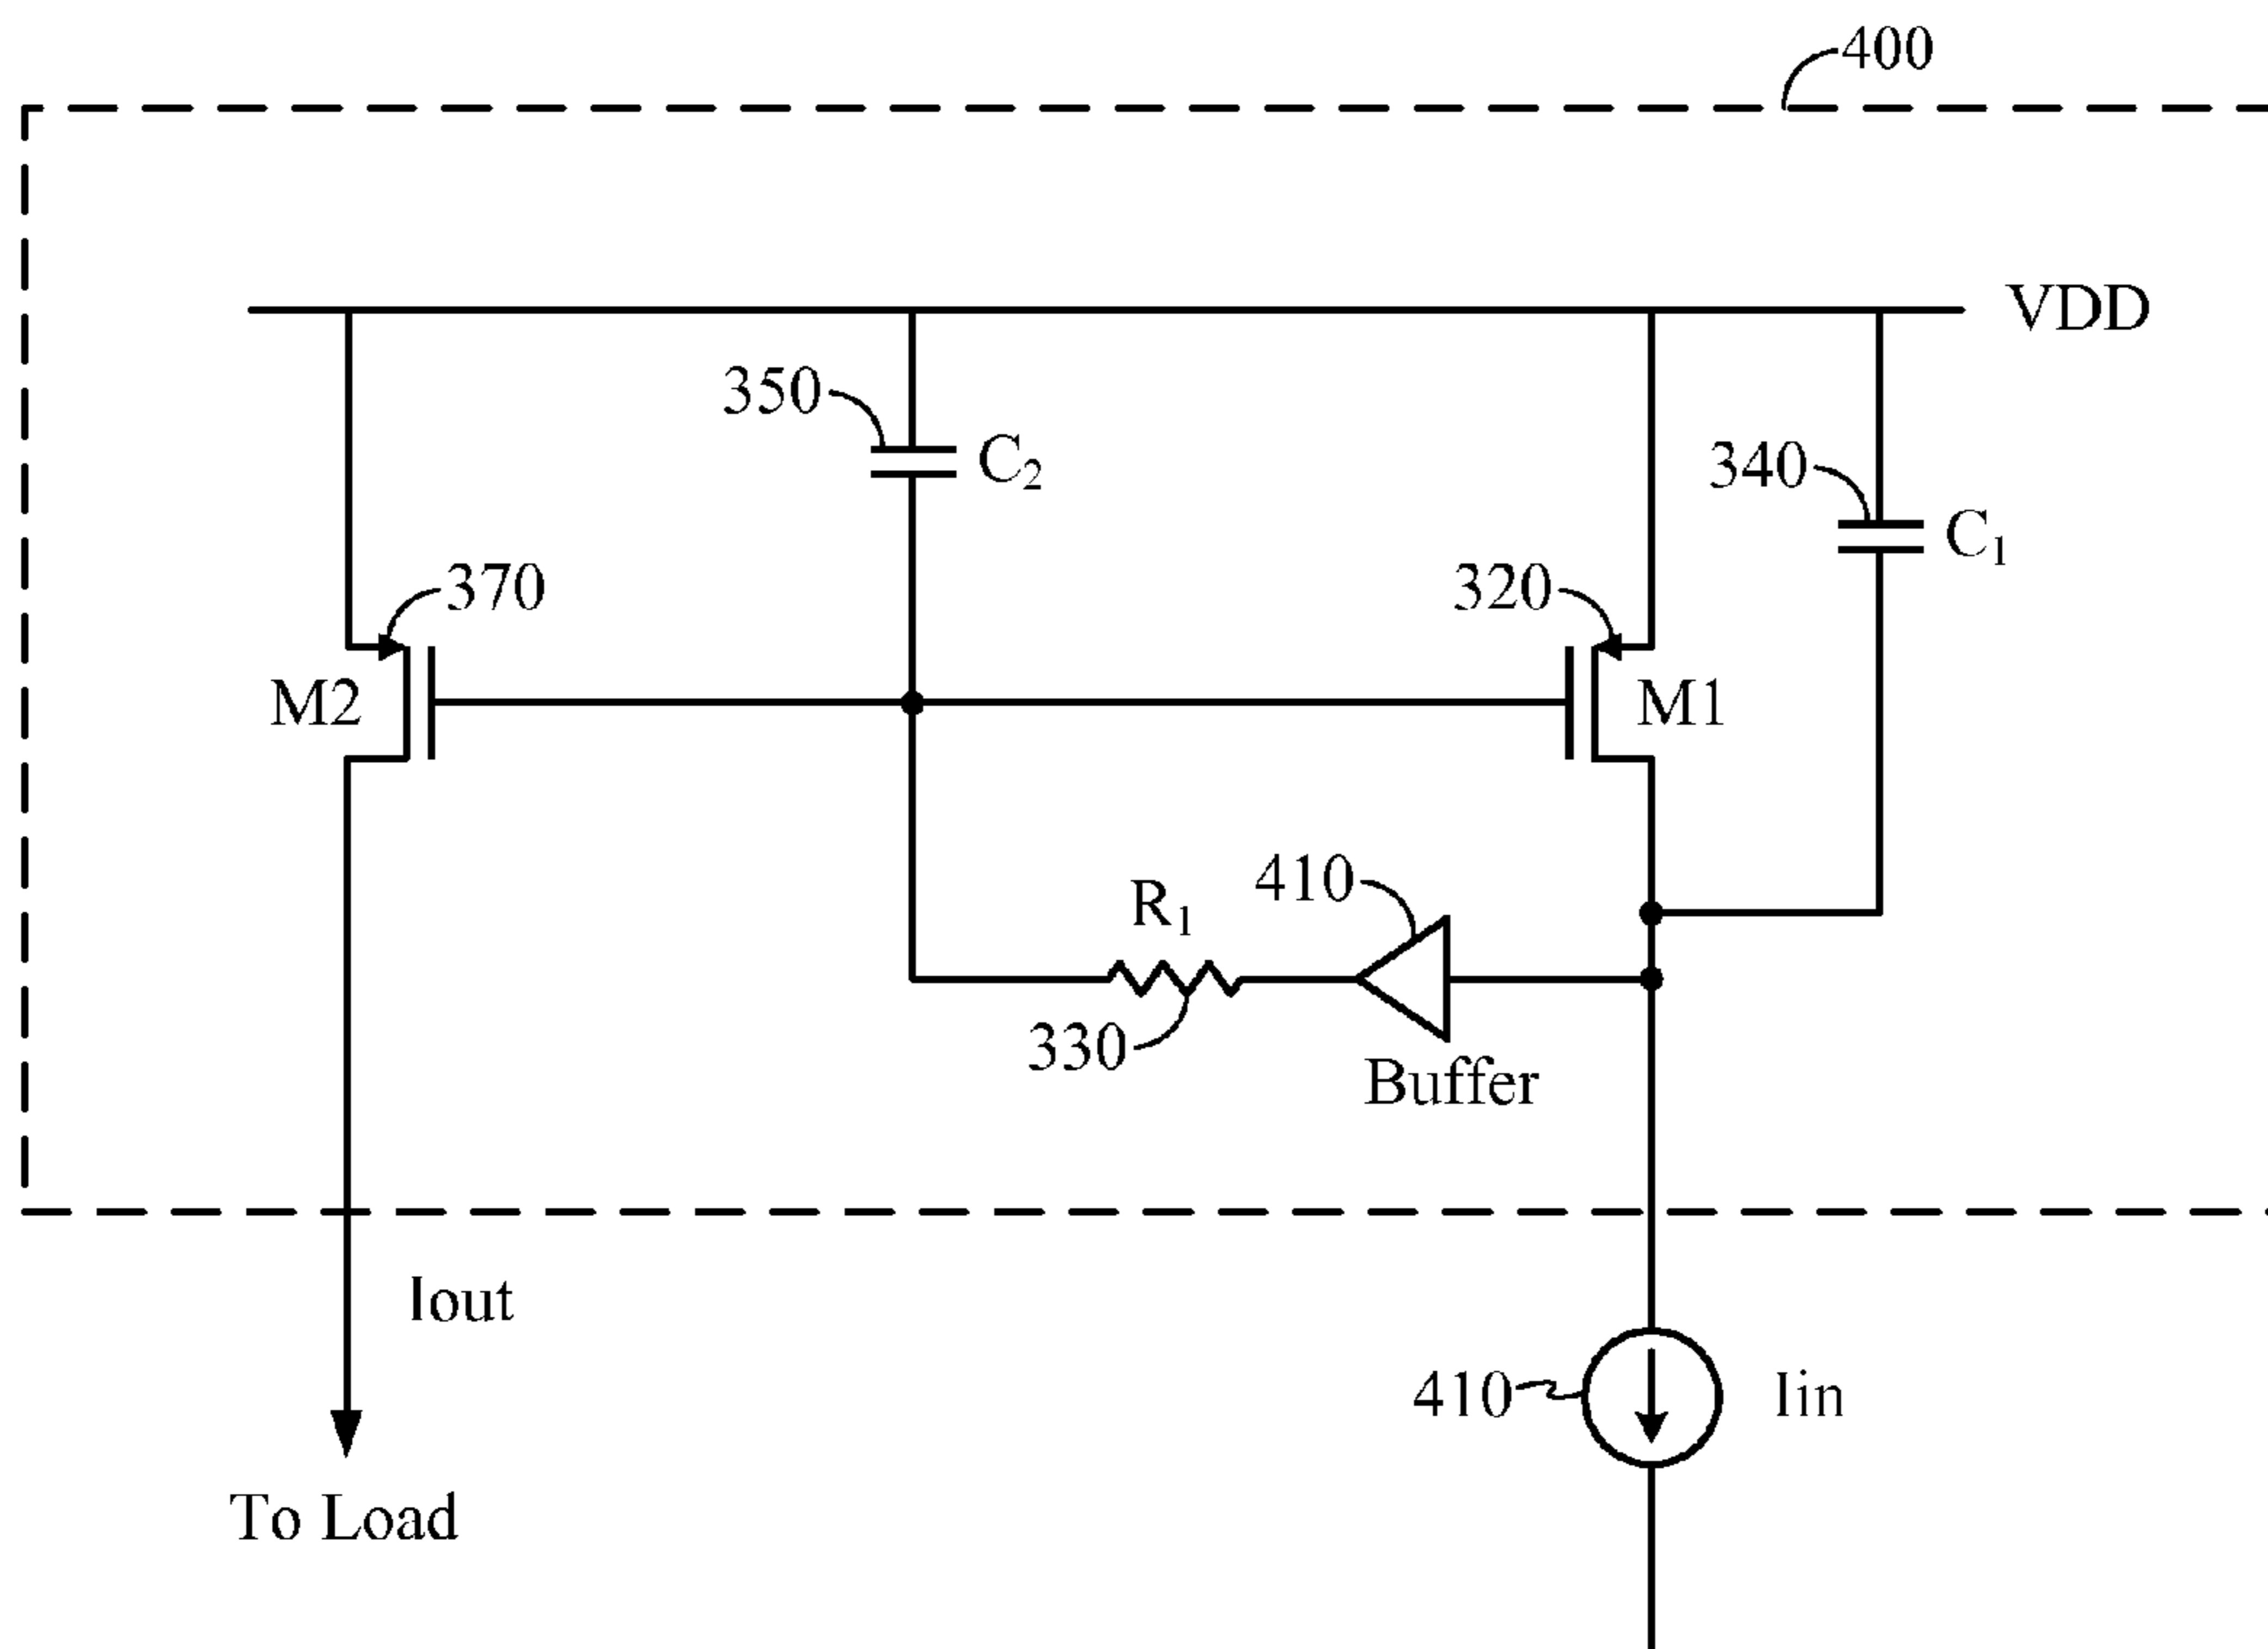 400
VDD
350
C₂
340
C₁
370
320
M2
M1
410
R₁
330
Buffer
Iout
410
Iin
To Load